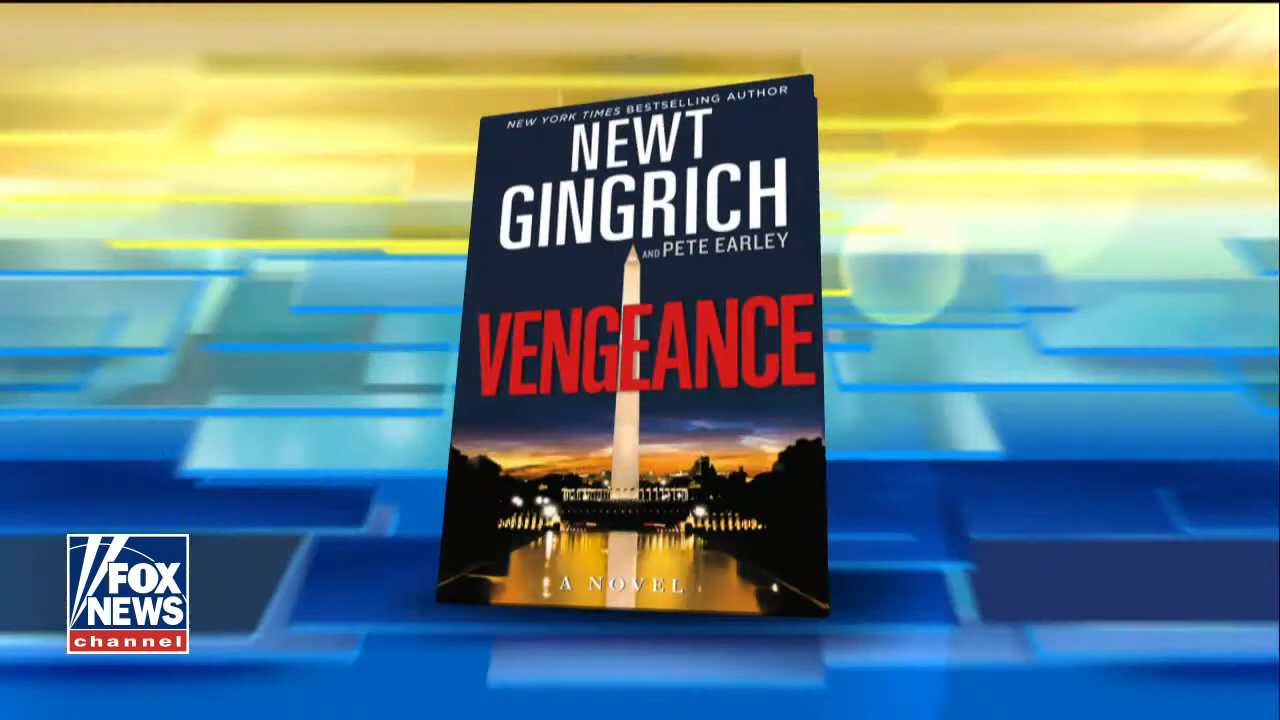 NEW YORK TIMES BESTSELLING AUTHOR
NEWT
GINGRICH
AND PETE EARLEY
VENGEANCE
A NOVEL
FOX
NEWS
channel